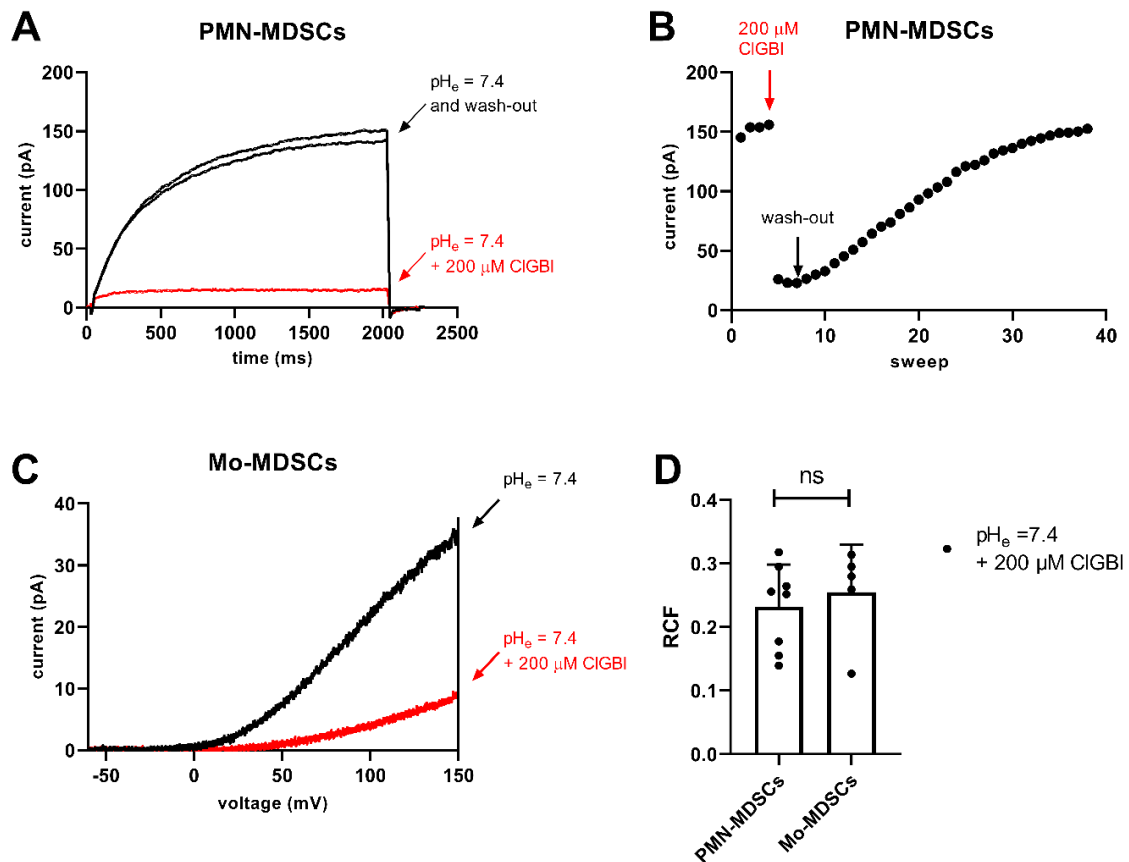 A
PMN-MDSCs
200
150
100
50
0
current (pA)
0 500 1000 1500 2000 2500
time (ms)
pHe = 7.4
and wash-out
pHe = 7.4
+ 200 μM ClGBI
B
PMN-MDSCs
200 μM
ClGBI
200
150
100
50
0
current (pA)
wash-out
0 10 20 30 40
sweep
C
Mo-MDSCs
40
30
20
10
0
current (pA)
-50 0 50 100 150
voltage (mV)
pHe = 7.4
pHe = 7.4
+ 200 μM ClGBI
D
ns
0.4
0.3
0.2
0.1
0.0
RCF
PMN-MDSCs
Mo-MDSCs
pHe =7.4
+ 200 µM ClGBI